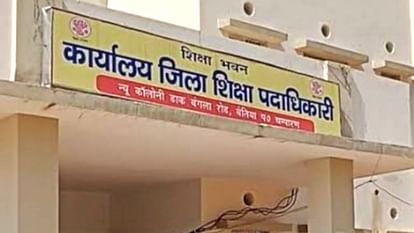 शिक्षा भवन
कार्यालय जिला शिक्षा पदाधिकारी
न्यू कॉलोनी डाक बंगला रोड, बेतिया प० चम्पारण